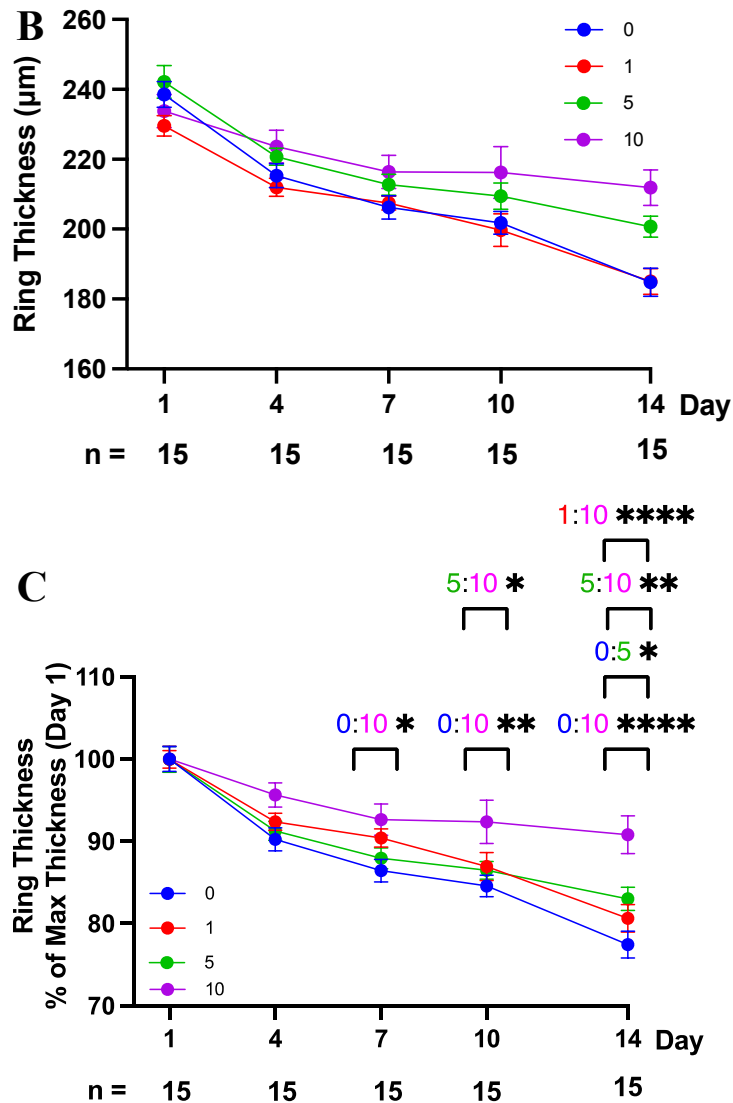 B
260
240
220
200
180
160
Ring Thickness (µm)
0
1
5
10
1 4 7 10 14 Day
n = 15 15 15 15 15
C
1:10 ****
5:10 * 5:10 **
0:5 *
0:10 * 0:10 ** 0:10 ****
110
100
90
80
70
Ring Thickness
% of Max Thickness (Day 1)
0
1
5
10
1 4 7 10 14 Day
n = 15 15 15 15 15